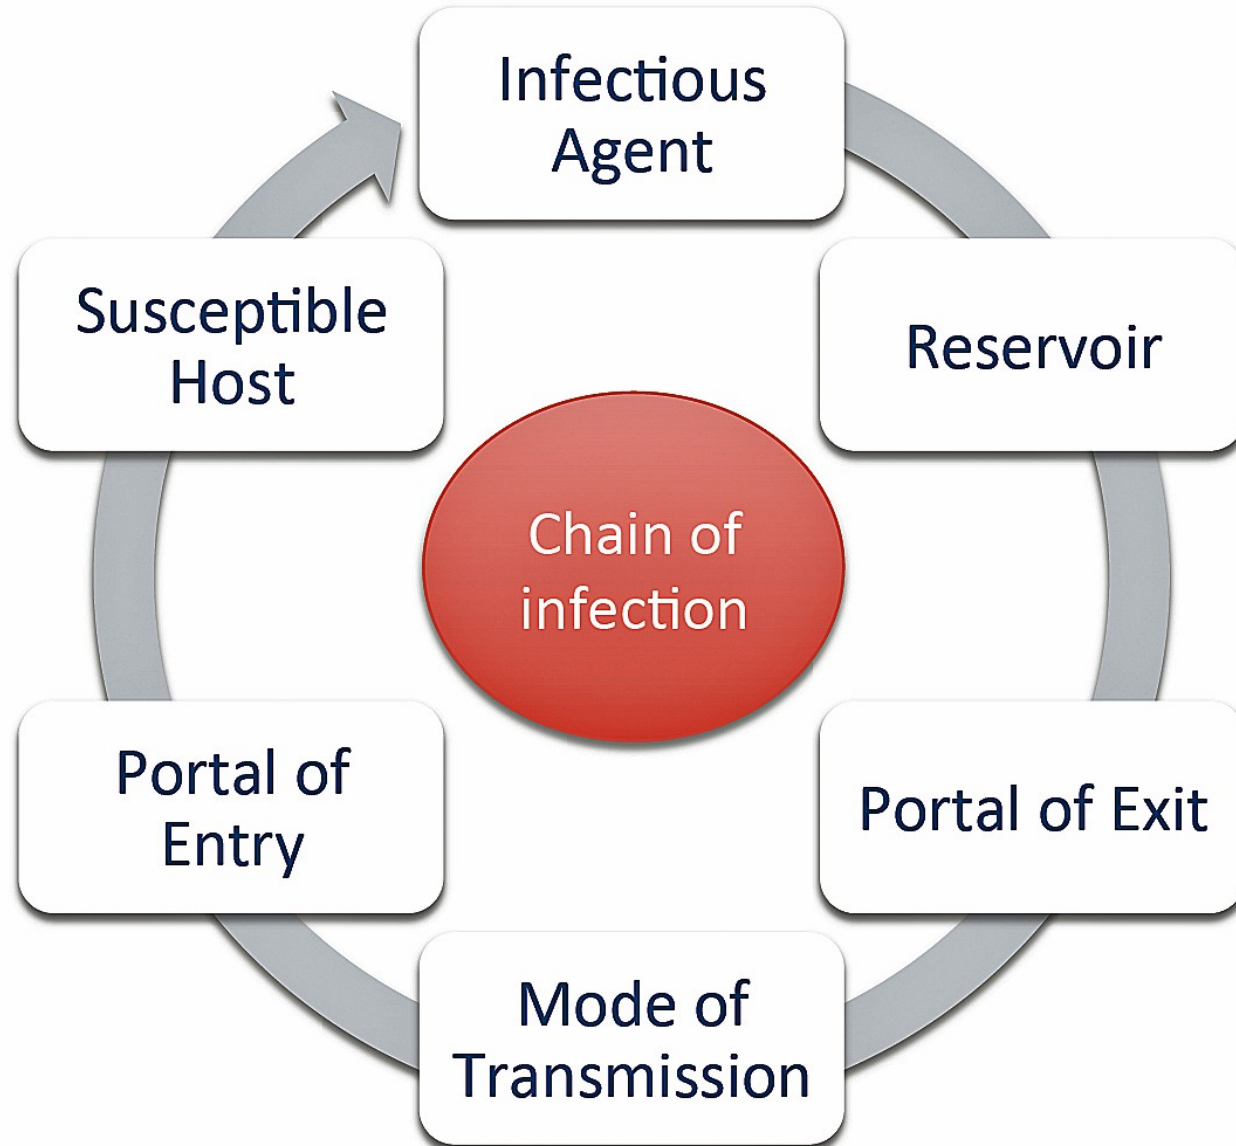 Infectious
Agent
Reservoir
Portal of Exit
Mode of
Transmission
Portal of
Entry
Susceptible
Host
Chain of
infection